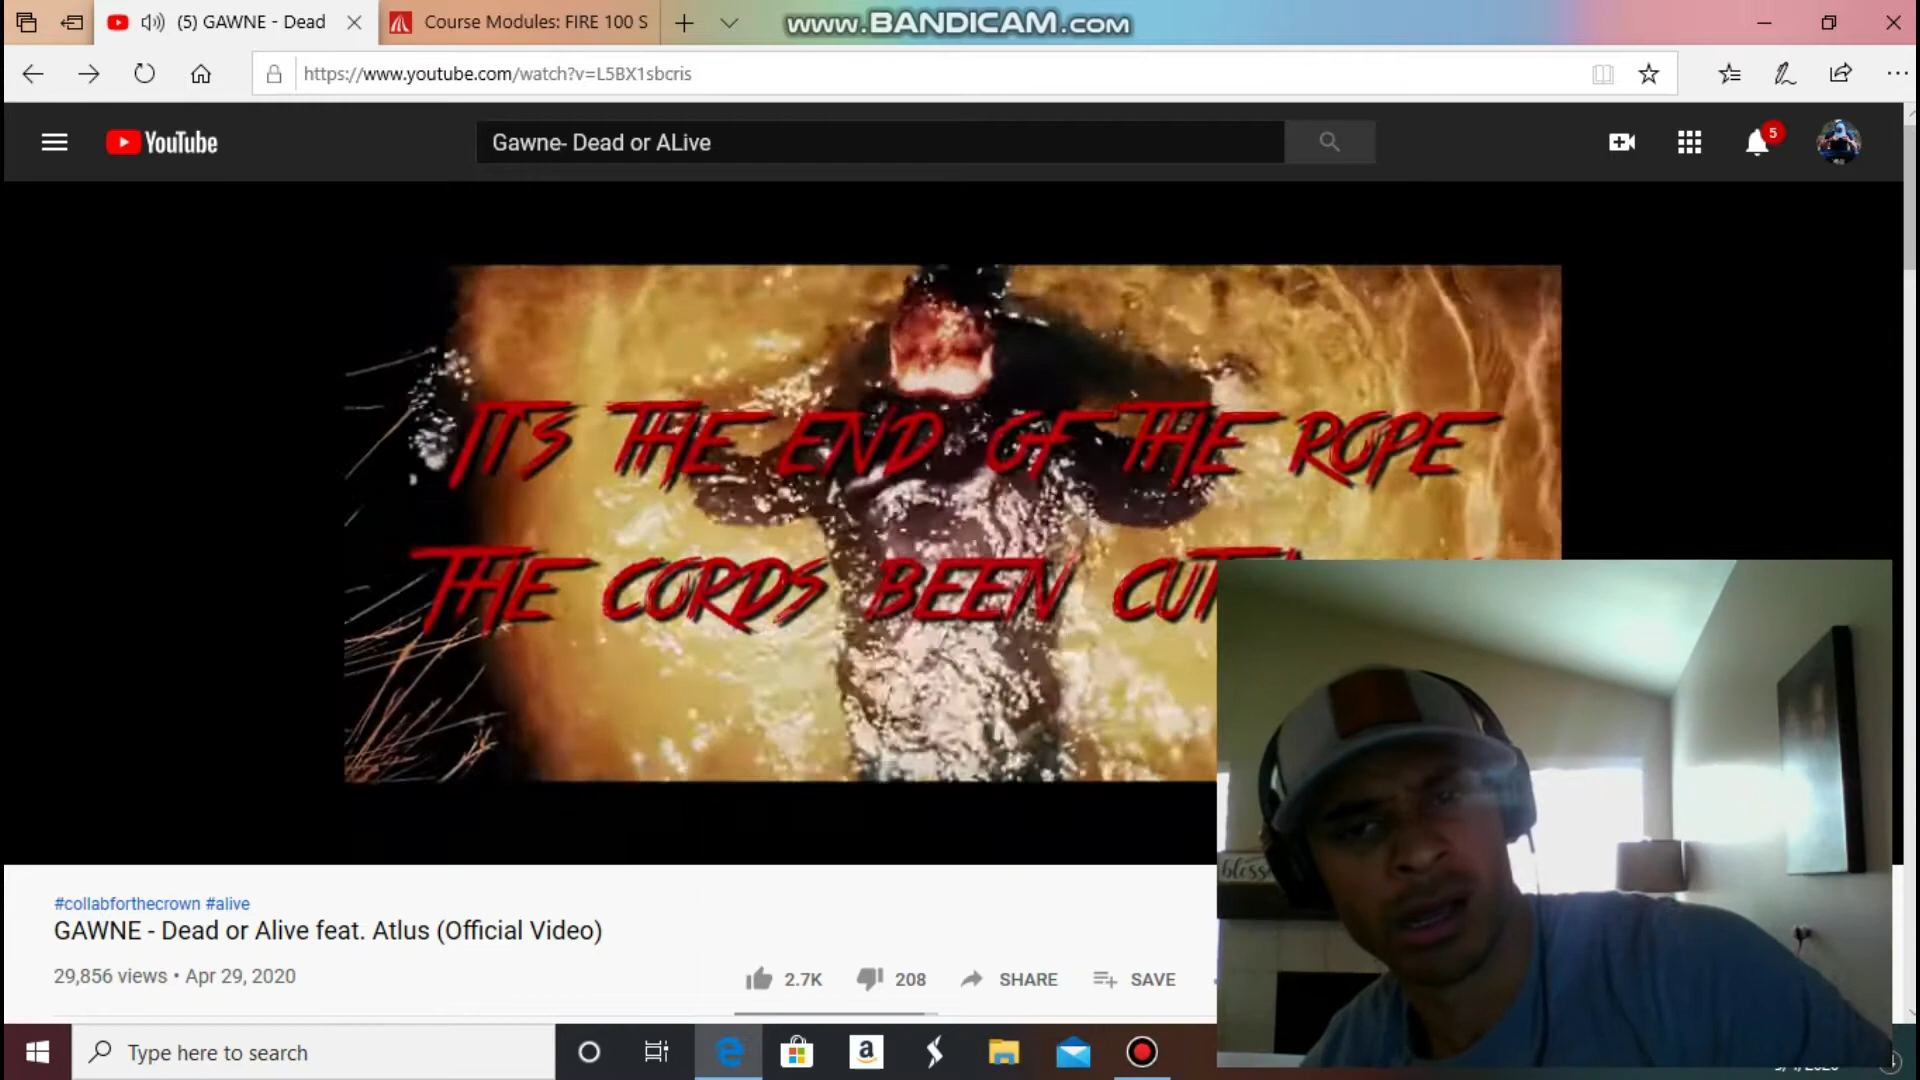 (5) GAWNE - Dead
Course Modules: FIRE 100 S
www.BANDICAM.com
https://www.youtube.com/watch?v=L5BX1sbcris
YouTube
Gawne- Dead or ALive
5
IT'S THE END OF THE ROPE
THE CORDS BEEN CUT
#collabforthecrown #alive
GAWNE - Dead or Alive feat. Atlus (Official Video)
29,856 views • Apr 29, 2020
2.7K
208
SHARE
SAVE
Type here to search